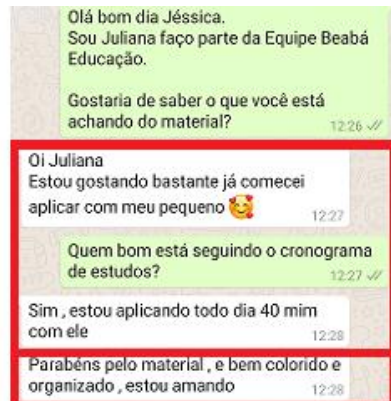 Olá bom dia Jéssica.
Sou Juliana faço parte da Equipe Beabá
Educação.
Gostaria de saber o que você está
achando do material?
12:26
Oi Juliana
Estou gostando bastante já comecei
aplicar com meu pequeno 🥰
12:27
Quem bom está seguindo o cronograma
de estudos?
12:27
Sim , estou aplicando todo dia 40 mim
com ele
12:28
Parabéns pelo material , e bem colorido e
organizado , estou amando
12:28